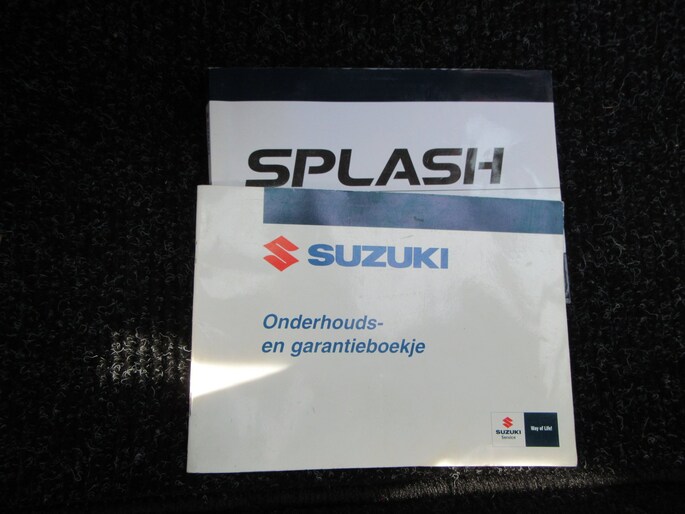 SPLASH
SUZUKI
Onderhouds-
en garantieboekje
SUZUKI
Service
Way of Life!